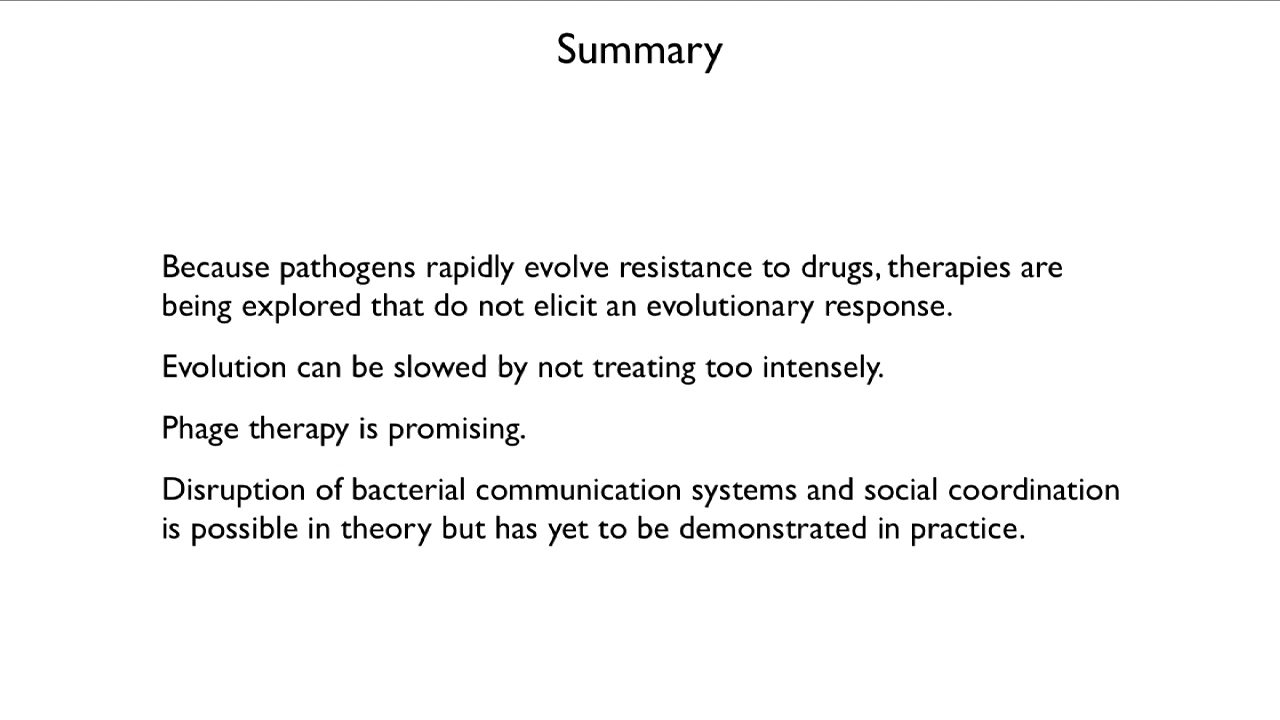 Summary
Because pathogens rapidly evolve resistance to drugs, therapies are
being explored that do not elicit an evolutionary response.
Evolution can be slowed by not treating too intensely.
Phage therapy is promising.
Disruption of bacterial communication systems and social coordination
is possible in theory but has yet to be demonstrated in practice.